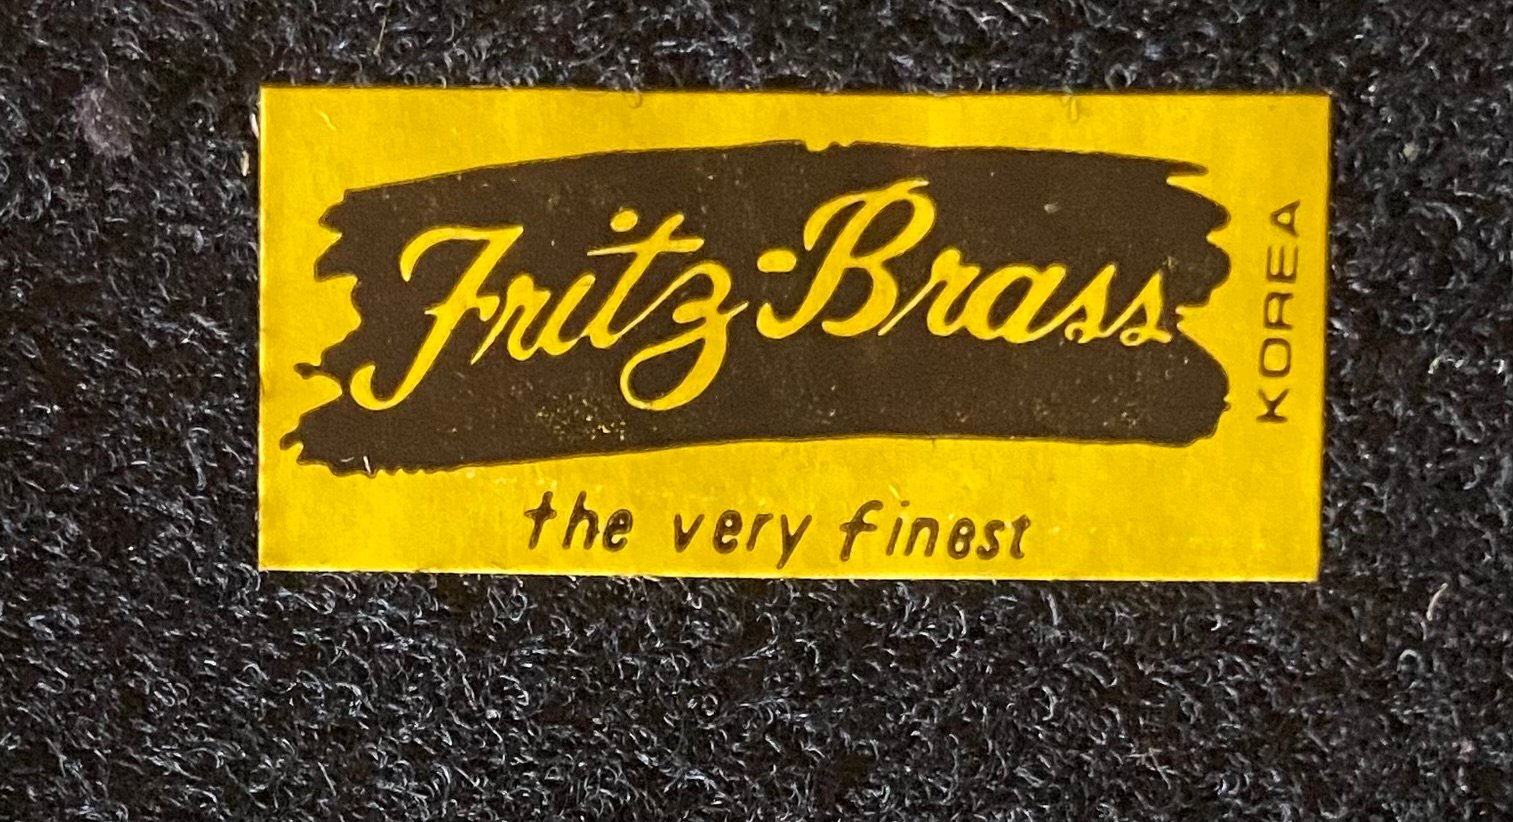 Fritz-Brass
the very finest
KOREA